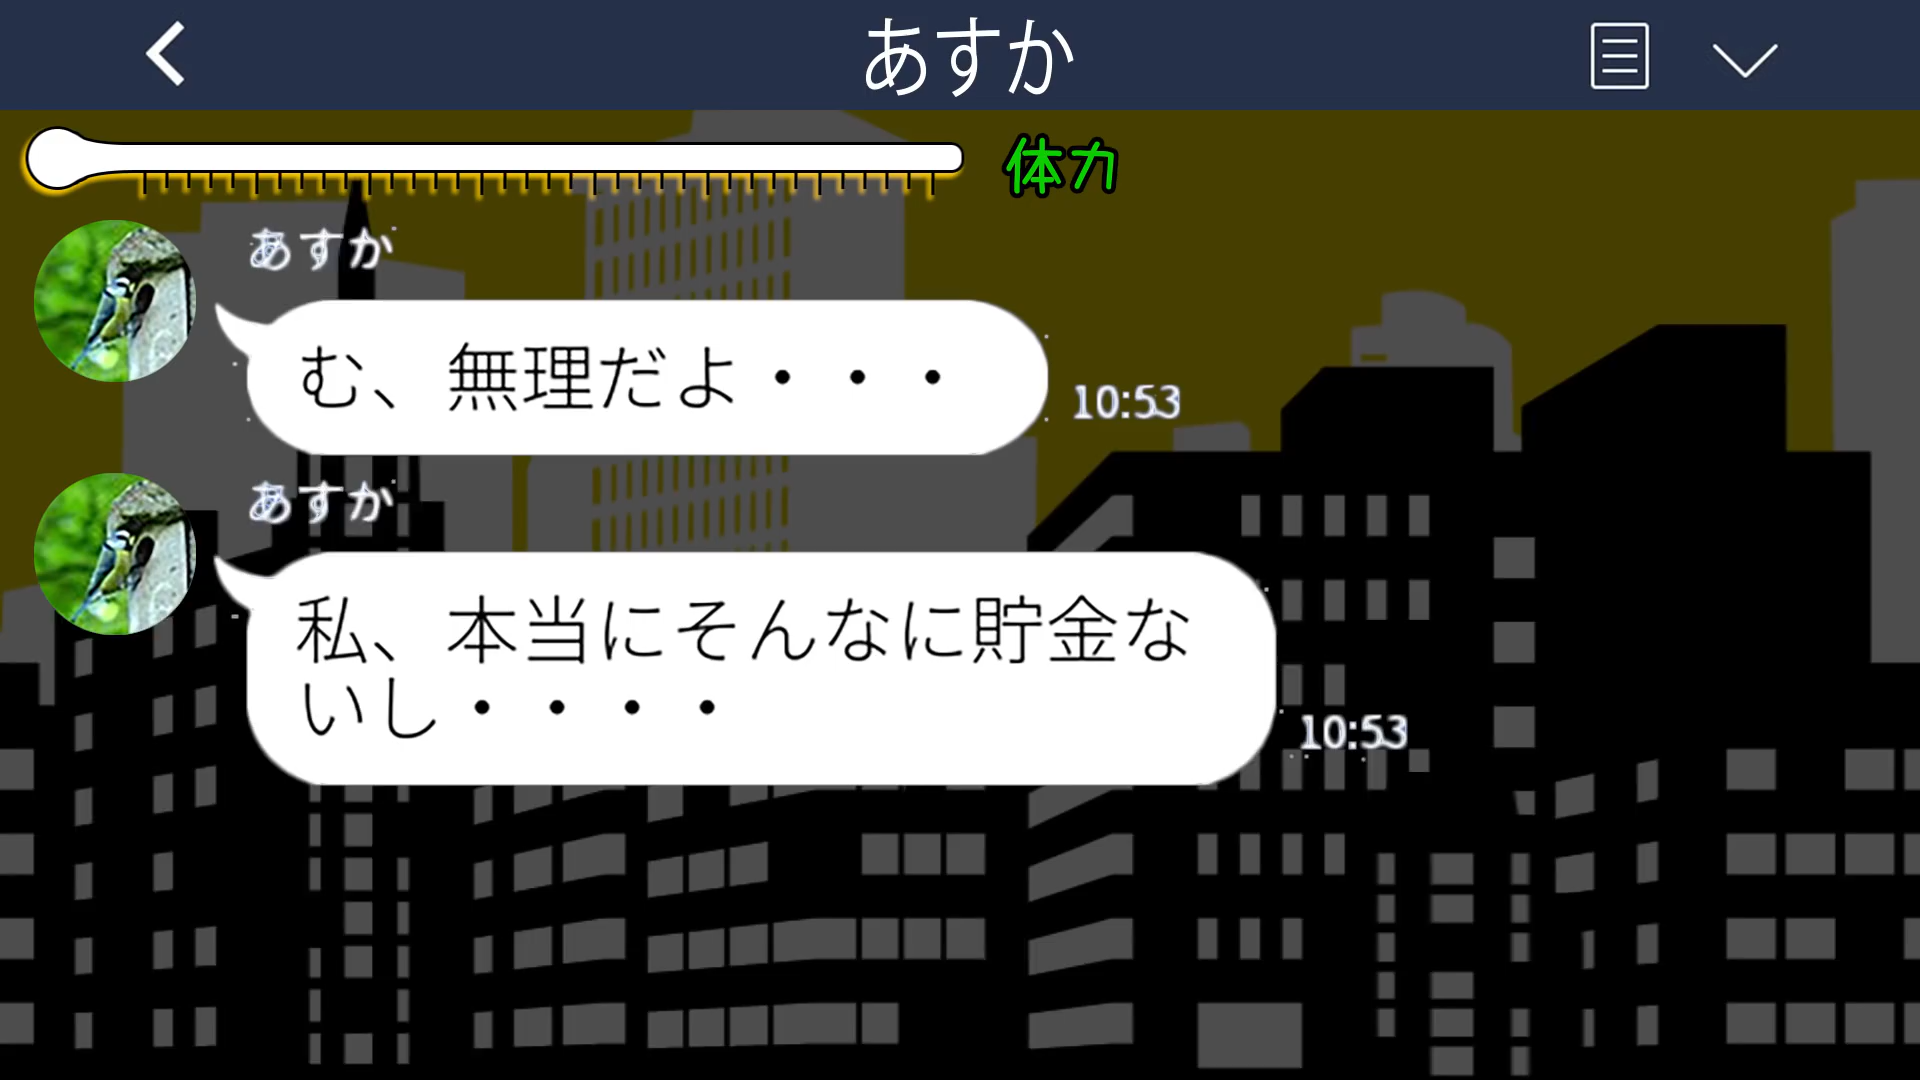 あすか
体力
あすか
む、無理だよ・・・
10:53
あすか
私、本当にそんなに貯金な
いし・・・・
10:53